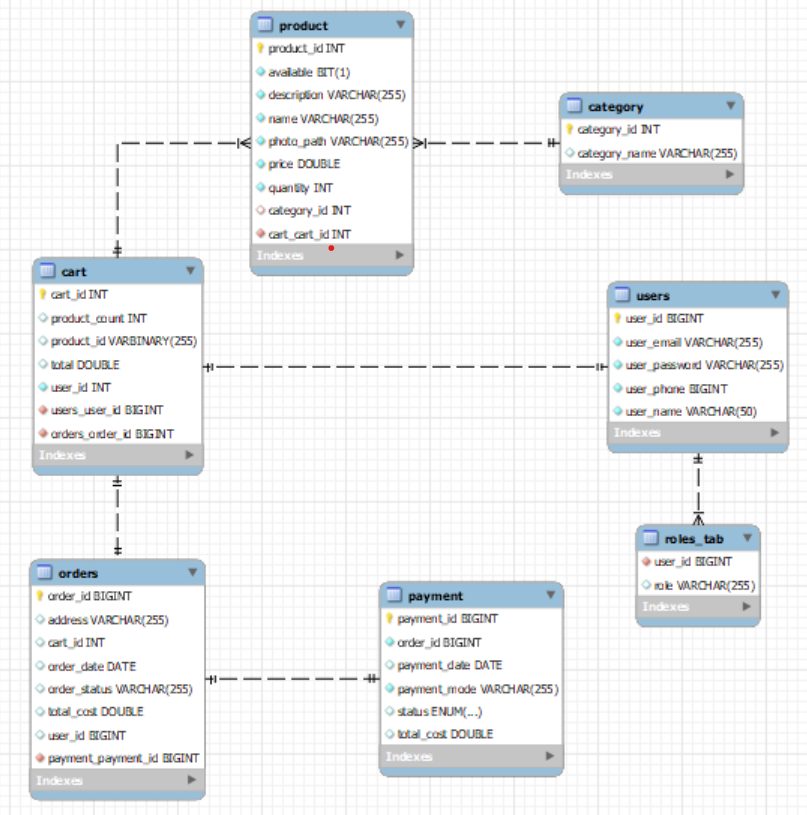 product
product_id INT
available BIT(1)
description VARCHAR(255)
name VARCHAR(255)
photo_path VARCHAR(255)
price DOUBLE
quantity INT
category_id INT
cart_cart_id INT
Indexes
category
category_id INT
category_name VARCHAR(255)
Indexes
cart
cart_id INT
product_count INT
product_id VARBINARY(255)
total DOUBLE
user_id INT
users_user_id BIGINT
orders_order_id BIGINT
Indexes
users
user_id BIGINT
user_email VARCHAR(255)
user_password VARCHAR(255)
user_phone BIGINT
user_name VARCHAR(50)
Indexes
roles_tab
user_id BIGINT
role VARCHAR(255)
Indexes
orders
order_id BIGINT
address VARCHAR(255)
cart_id INT
order_date DATE
order_status VARCHAR(255)
total_cost DOUBLE
user_id BIGINT
payment_payment_id BIGINT
Indexes
payment
payment_id BIGINT
order_id BIGINT
payment_date DATE
payment_mode VARCHAR(255)
status ENUM(...)
total_cost DOUBLE
Indexes